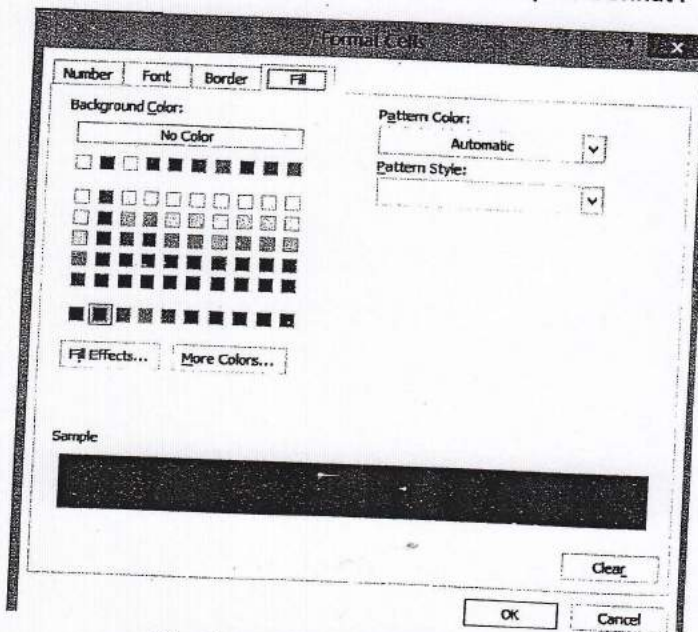 Format Cells ? ×
Number Font Border Fill
Background Color:
No Color
Pattern Color:
Automatic
Pattern Style:
Fill Effects... More Colors...
Sample
Clear
OK Cancel